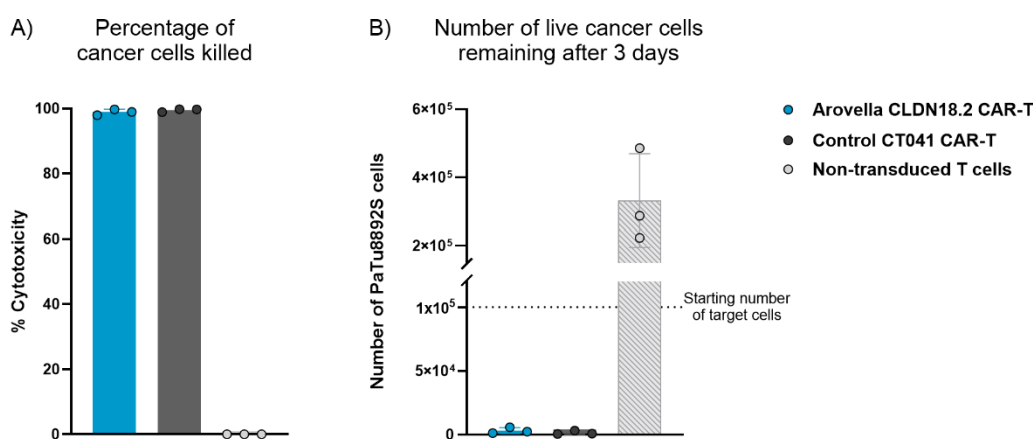 A)
Percentage of
cancer cells killed
% Cytotoxicity
100
80
60
40
20
0
B)
Number of live cancer cells
remaining after 3 days
Number of PaTu8892S cells
6×10⁵
4×10⁵
2×10⁵
1×10⁵
5×10⁴
0
Starting number
of target cells
Arovella CLDN18.2 CAR-T
Control CT041 CAR-T
Non-transduced T cells